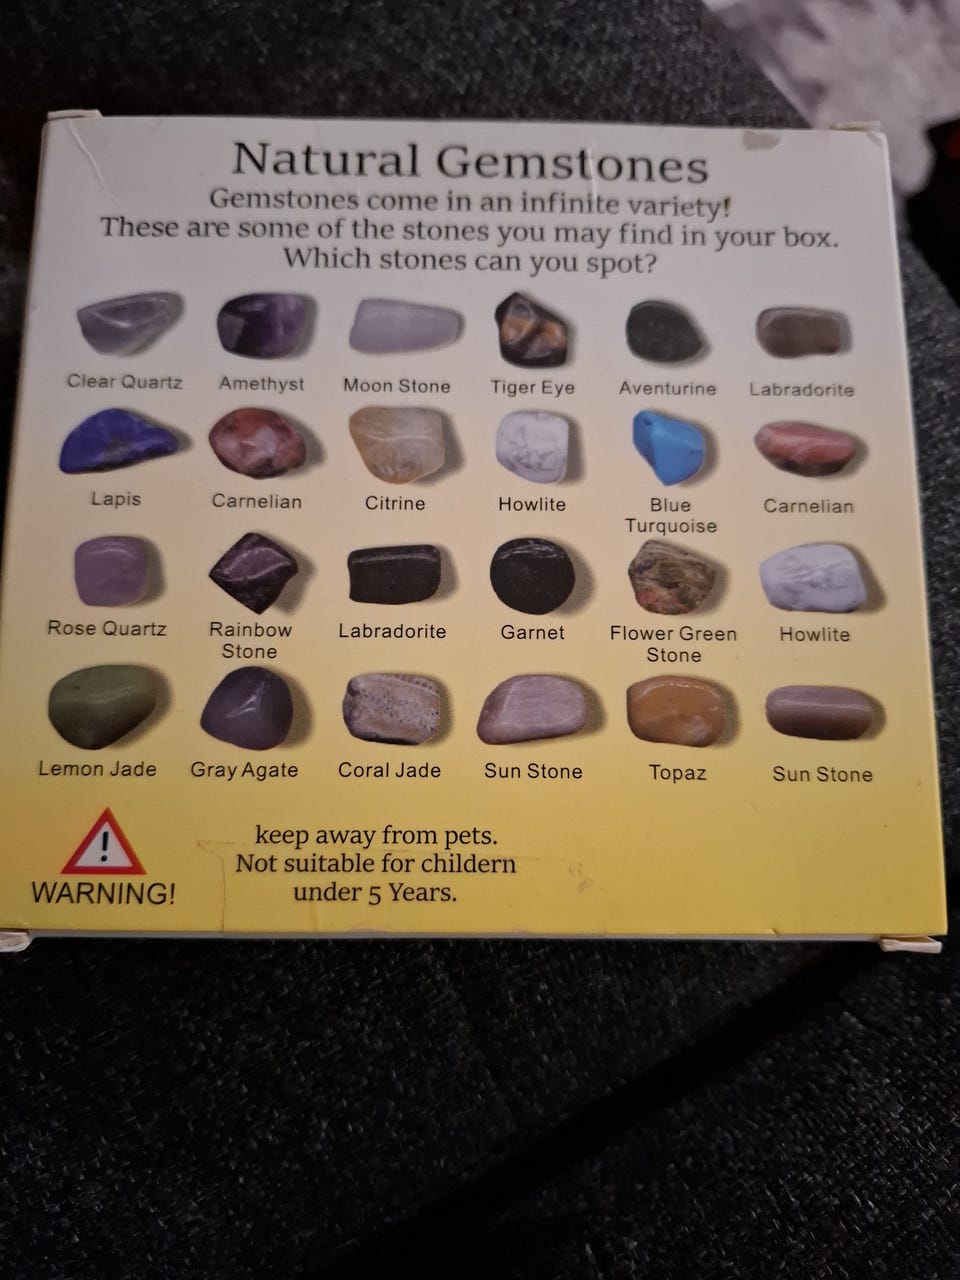 Natural Gemstones
Gemstones come in an infinite variety!
These are some of the stones you may find in your box.
Which stones can you spot?
Clear Quartz Amethyst Moon Stone Tiger Eye Aventurine Labradorite
Lapis Carnelian Citrine Howlite Blue Turquoise Carnelian
Rose Quartz Rainbow Stone Labradorite Garnet Flower Green Stone Howlite
Lemon Jade Gray Agate Coral Jade Sun Stone Topaz Sun Stone
!
WARNING!
keep away from pets.
Not suitable for childern
under 5 Years.